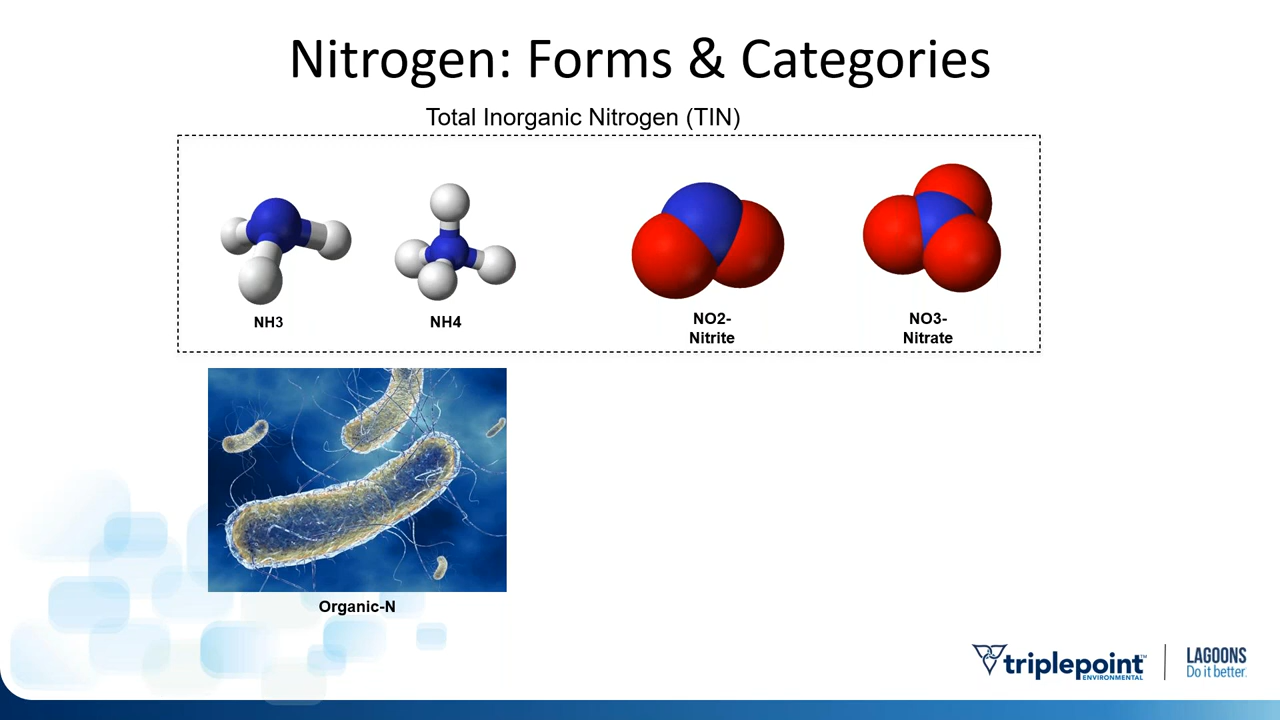 Nitrogen: Forms & Categories
Total Inorganic Nitrogen (TIN)
NH3
NH4
NO2-
Nitrite
NO3-
Nitrate
Organic-N
triplepoint™
ENVIRONMENTAL
LAGOONS
Do it better.